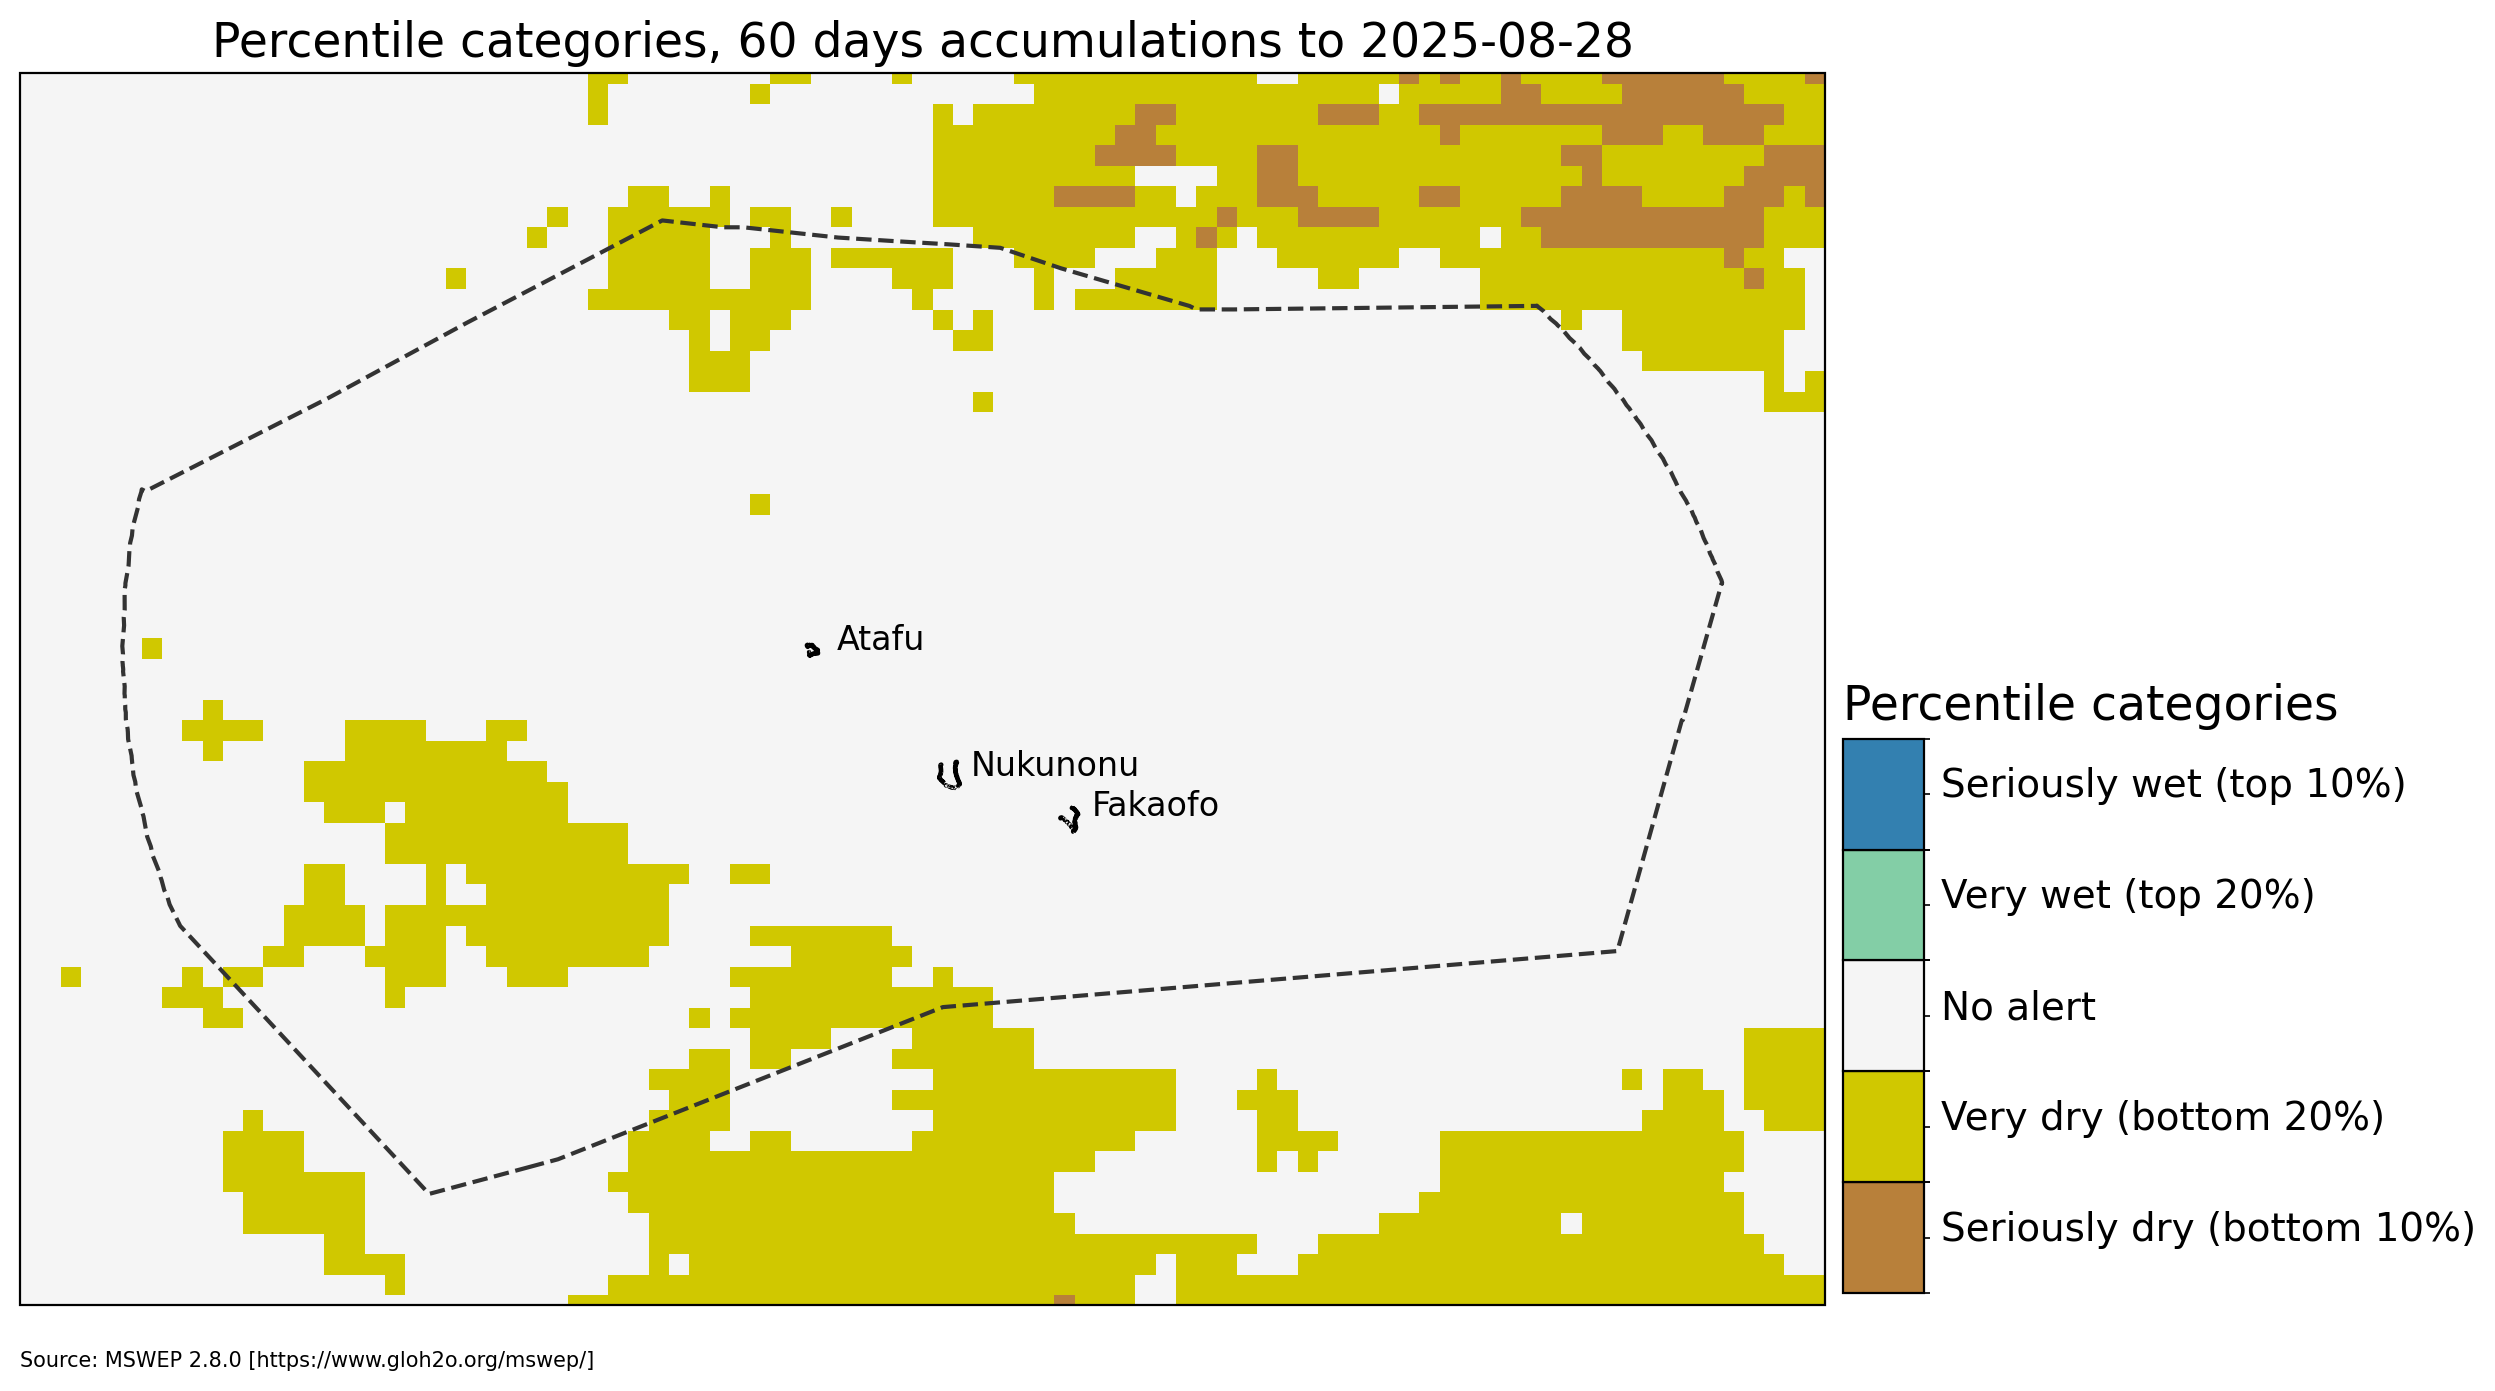 Percentile categories, 60 days accumulations to 2025-08-28
Atafu
Nukunonu
Fakaofo
Percentile categories
Seriously wet (top 10%)
Very wet (top 20%)
No alert
Very dry (bottom 20%)
Seriously dry (bottom 10%)
Source: MSWEP 2.8.0 [https://www.gloh2o.org/mswep/]